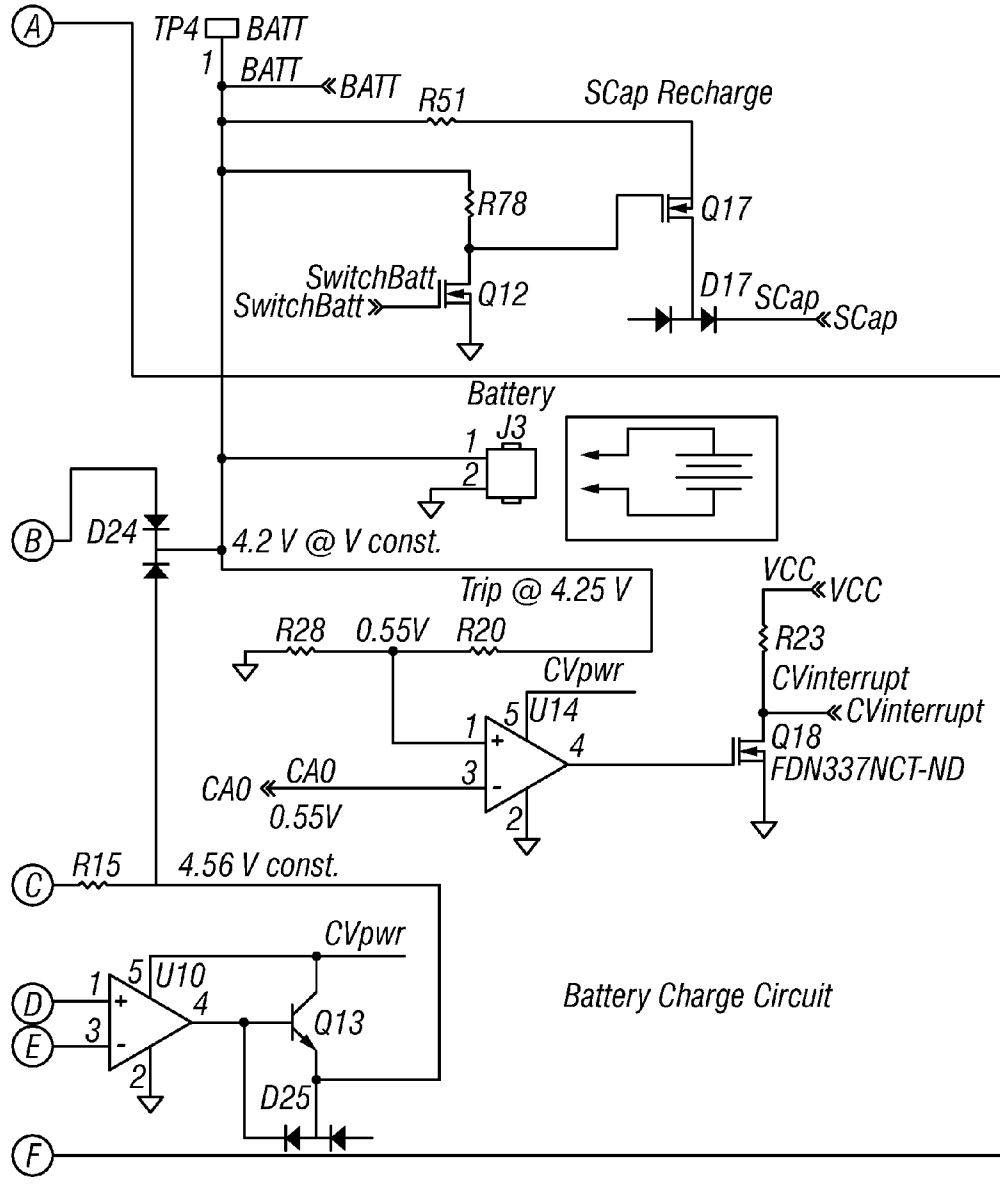 A
TP4 BATT
1
BATT
BATT
R51
SCap Recharge
R78
Q17
SwitchBatt
SwitchBatt
Q12
D17
SCap
SCap
Battery
J3
1
2
B
D24
4.2 V @ V const.
Trip @ 4.25 V
VCC
VCC
R28
0.55V
R20
R23
CVpwr
CVinterrupt
CVinterrupt
5
U14
1
+
4
Q18
FDN337NCT-ND
CA0
CA0
3
-
0.55V
2
C
R15
4.56 V const.
CVpwr
5
U10
D
1
+
4
Q13
Battery Charge Circuit
E
3
-
2
D25
F